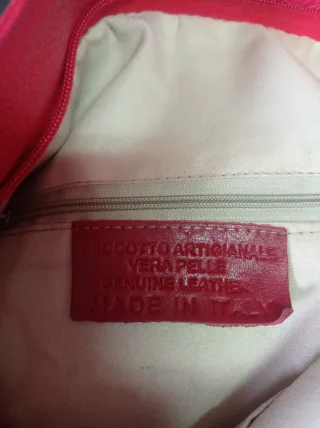 PRODOTTO ARTIGIANALE
VERA PELLE
GENUINE LEATHER
MADE IN ITALY